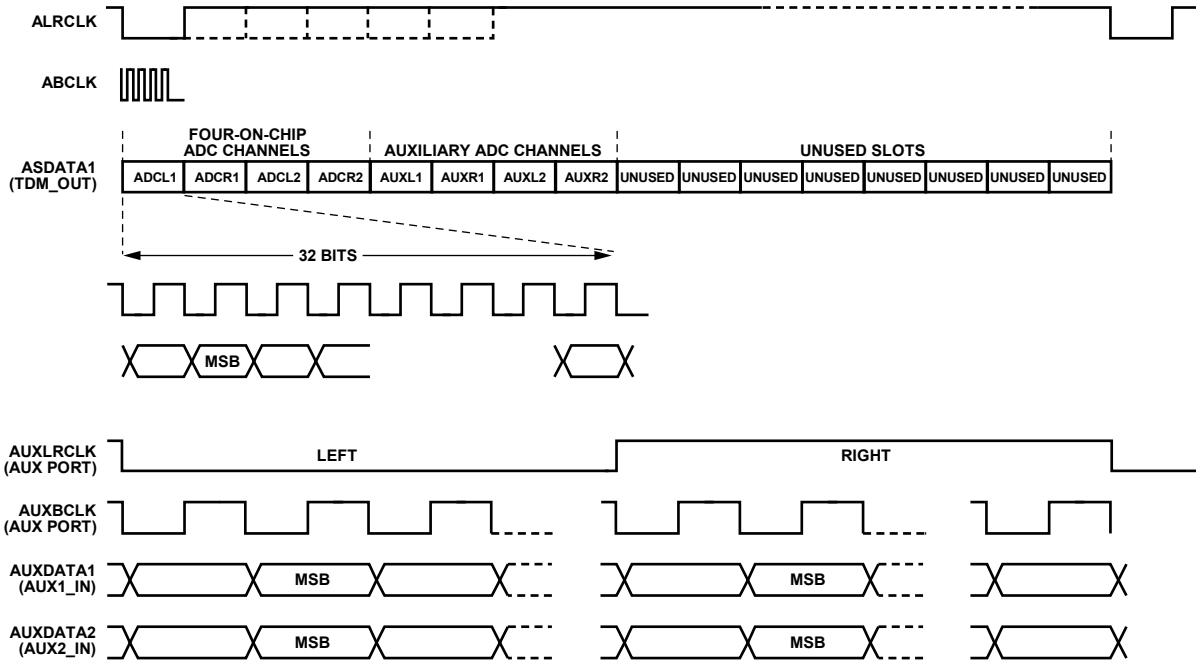 ALRCLK
ABCLK
FOUR-ON-CHIP
ADC CHANNELS
AUXILIARY ADC CHANNELS
UNUSED SLOTS
ASDATA1
(TDM_OUT)
ADCL1 ADCR1 ADCL2 ADCR2 AUXL1 AUXR1 AUXL2 AUXR2 UNUSED UNUSED UNUSED UNUSED UNUSED UNUSED UNUSED UNUSED
32 BITS
MSB
AUXLRCLK
(AUX PORT)
LEFT
RIGHT
AUXBCLK
(AUX PORT)
AUXDATA1
(AUX1_IN)
MSB
MSB
AUXDATA2
(AUX2_IN)
MSB
MSB